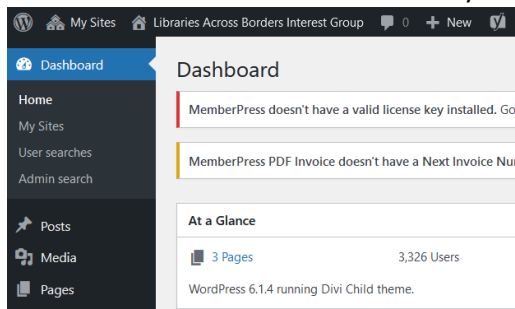 My Sites Libraries Across Borders Interest Group 0 + New
Dashboard
Dashboard
Home
My Sites
User searches
Admin search
MemberPress doesn't have a valid license key installed. Go
MemberPress PDF Invoice doesn't have a Next Invoice Nu
Posts
Media
Pages
At a Glance
3 Pages 3,326 Users
WordPress 6.1.4 running Divi Child theme.